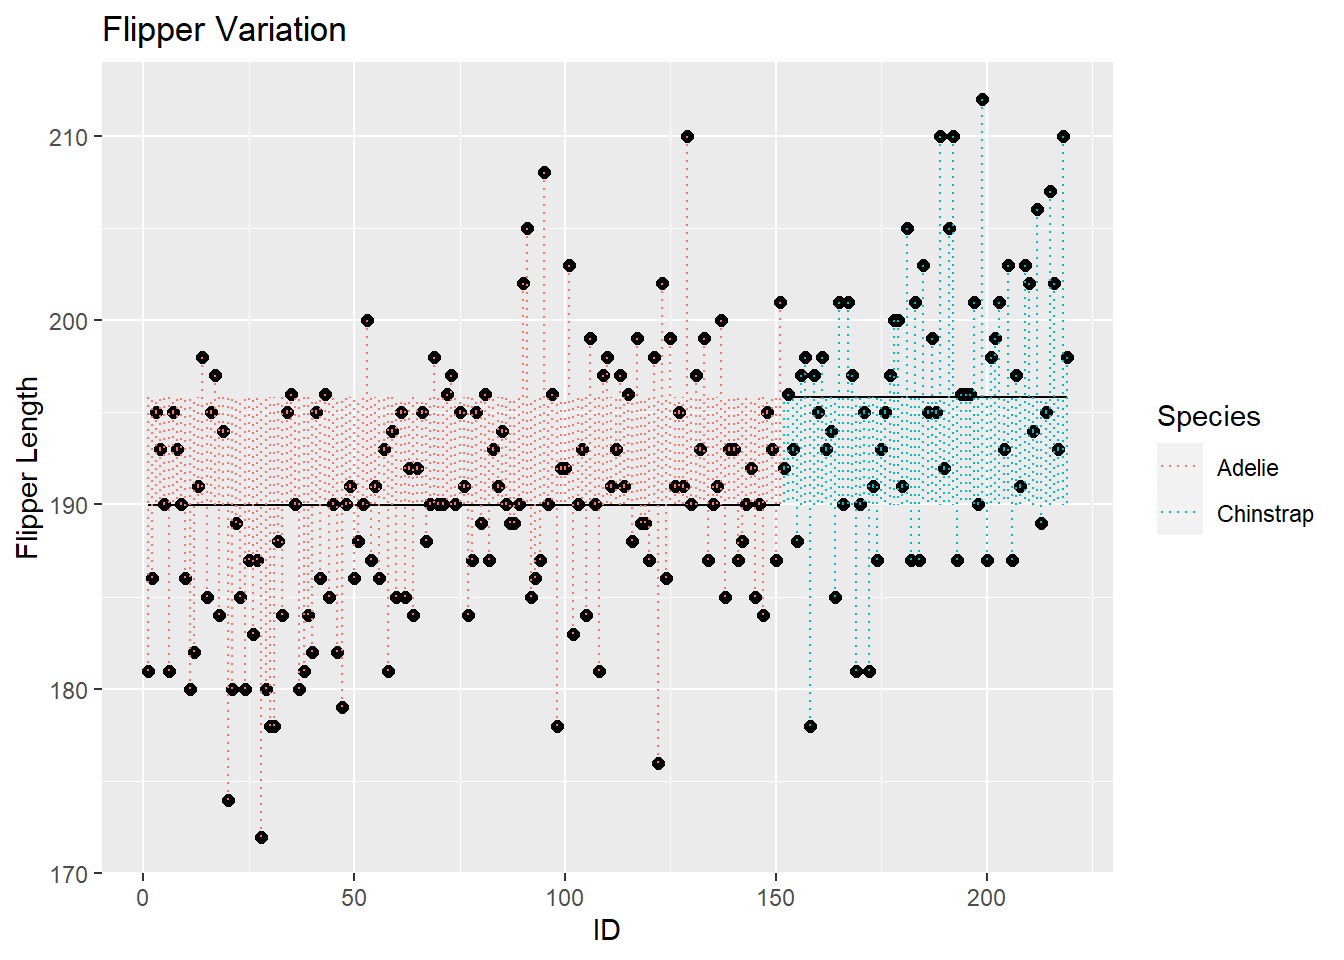 Flipper Variation
Flipper Length
210
200
190
180
170
0 50 100 150 200
ID
Species
Adelie
Chinstrap